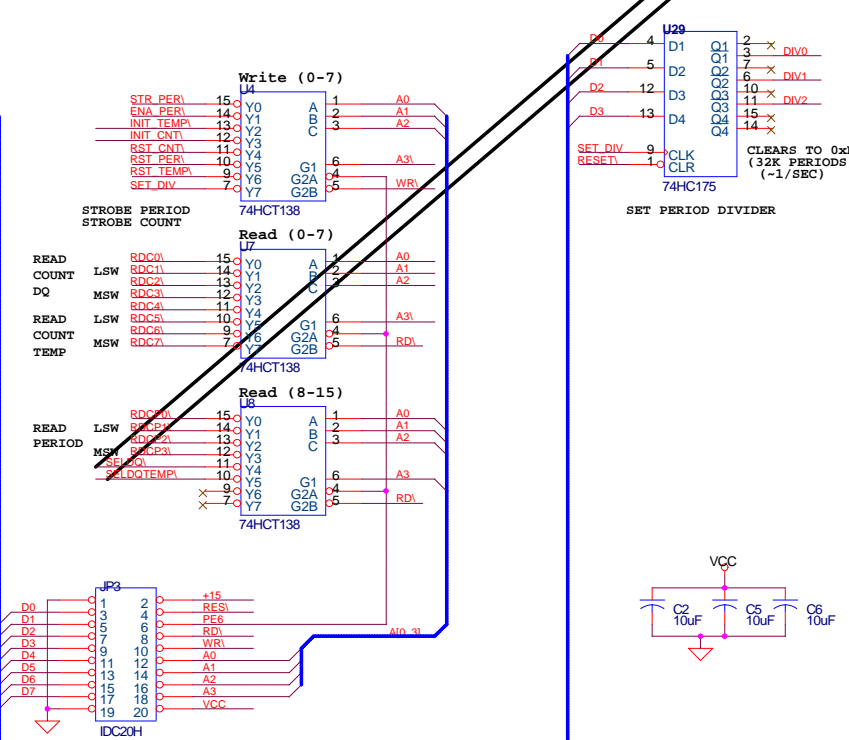 Write (0-7)
U4
STR_PER\ 15 Y0 A 1 A0
ENA_PER\ 14 Y1 B 2 A1
INIT_TEMP\ 13 Y2 C 3 A2
INIT_CNT\ 12 Y3
RST_CNT\ 11 Y4
RST_PER\ 10 Y5 G1 6 A3\
RST_TEMP\ 9 Y6 G2A 4
SET_DIV 7 Y7 G2B 5 WR\
74HCT138
STROBE PERIOD
STROBE COUNT
Read (0-7)
U7
READ RDC0\ 15 Y0 A 1 A0
COUNT LSW RDC1\ 14 Y1 B 2 A1
RDC2\ 13 Y2 C 3 A2
DQ MSW RDC3\ 12 Y3
RDC4\ 11 Y4
READ LSW RDC5\ 10 Y5 G1 6 A3\
COUNT RDC6\ 9 Y6 G2A 4
TEMP MSW RDC7\ 7 Y7 G2B 5 RD\
74HCT138
Read (8-15)
U8
RDCP0\ 15 Y0 A 1 A0
READ LSW RDCP1\ 14 Y1 B 2 A1
PERIOD RDCP2\ 13 Y2 C 3 A2
MSW RDCP3\ 12 Y3
SELDQ\ 11 Y4
SELDQTEMP\ 10 Y5 G1 6 A3
9 Y6 G2A 4
7 Y7 G2B 5 RD\
74HCT138
JP3
1 2 +15
D0 3 4 RES\
D1 5 6 PE6
D2 7 8 RD\
D3 9 10 WR\
D4 11 12 A0
D5 13 14 A1
D6 15 16 A2
D7 17 18 A3
19 20 VCC
IDC20H
A[0..3]
U29
D0 4 D1 Q1 2
Q1 3 DIV0
D1 5 D2 Q2 7
Q2 6 DIV1
D2 12 D3 Q3 10
Q3 11 DIV2
D3 13 D4 Q4 15
Q4 14
SET_DIV 9 CLK
RESET\ 1 CLR
74HC175
CLEARS TO
(32K PERIODS
(~1/SEC)
SET PERIOD DIVIDER
VCC
C2 C5 C6
10uF 10uF 10uF